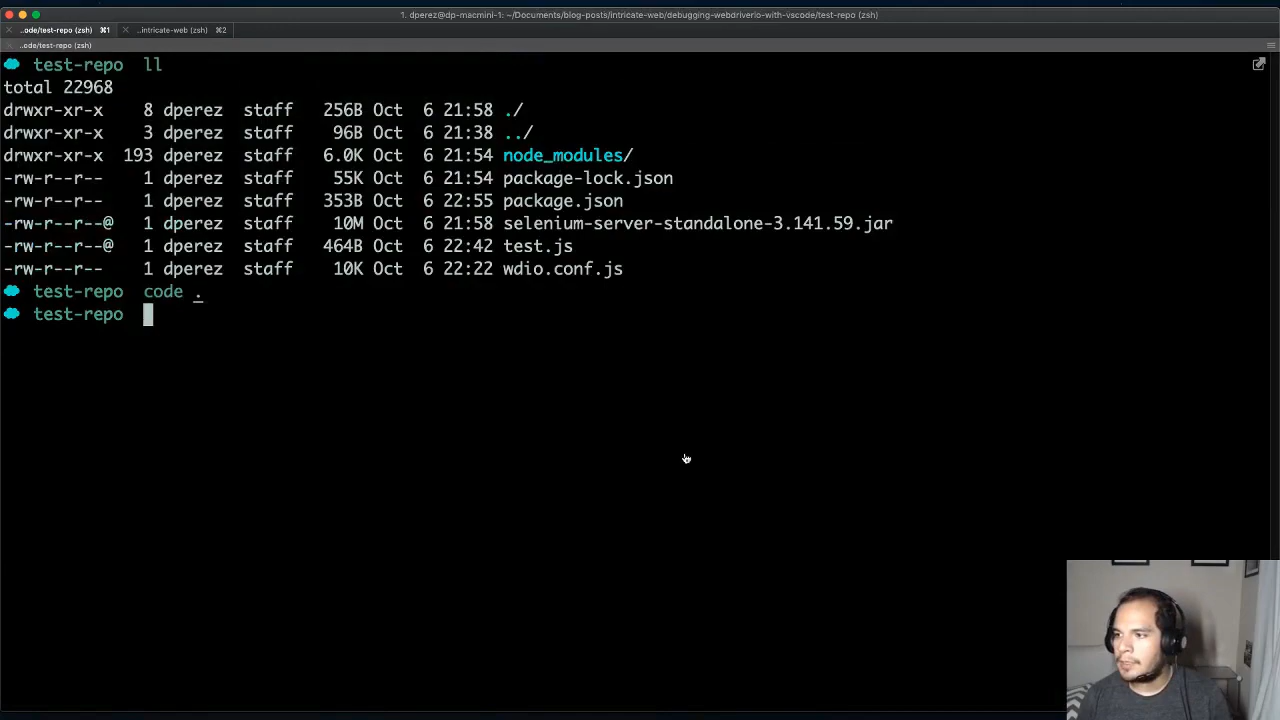 1. dperez@dp-macmini-1: ~/Documents/blog-posts/intricate-web/debugging-webdriverio-with-vscode/test-repo (zsh)
..ode/test-repo (zsh) ⌘1 ..intricate-web (zsh) ⌘2
..ode/test-repo (zsh)
test-repo ll
total 22968
drwxr-xr-x 8 dperez staff 256B Oct 6 21:58 ./
drwxr-xr-x 3 dperez staff 96B Oct 6 21:38 ../
drwxr-xr-x 193 dperez staff 6.0K Oct 6 21:54 node_modules/
-rw-r--r-- 1 dperez staff 55K Oct 6 21:54 package-lock.json
-rw-r--r-- 1 dperez staff 353B Oct 6 22:55 package.json
-rw-r--r--@ 1 dperez staff 10M Oct 6 21:58 selenium-server-standalone-3.141.59.jar
-rw-r--r--@ 1 dperez staff 464B Oct 6 22:42 test.js
-rw-r--r-- 1 dperez staff 10K Oct 6 22:22 wdio.conf.js
test-repo code .
test-repo